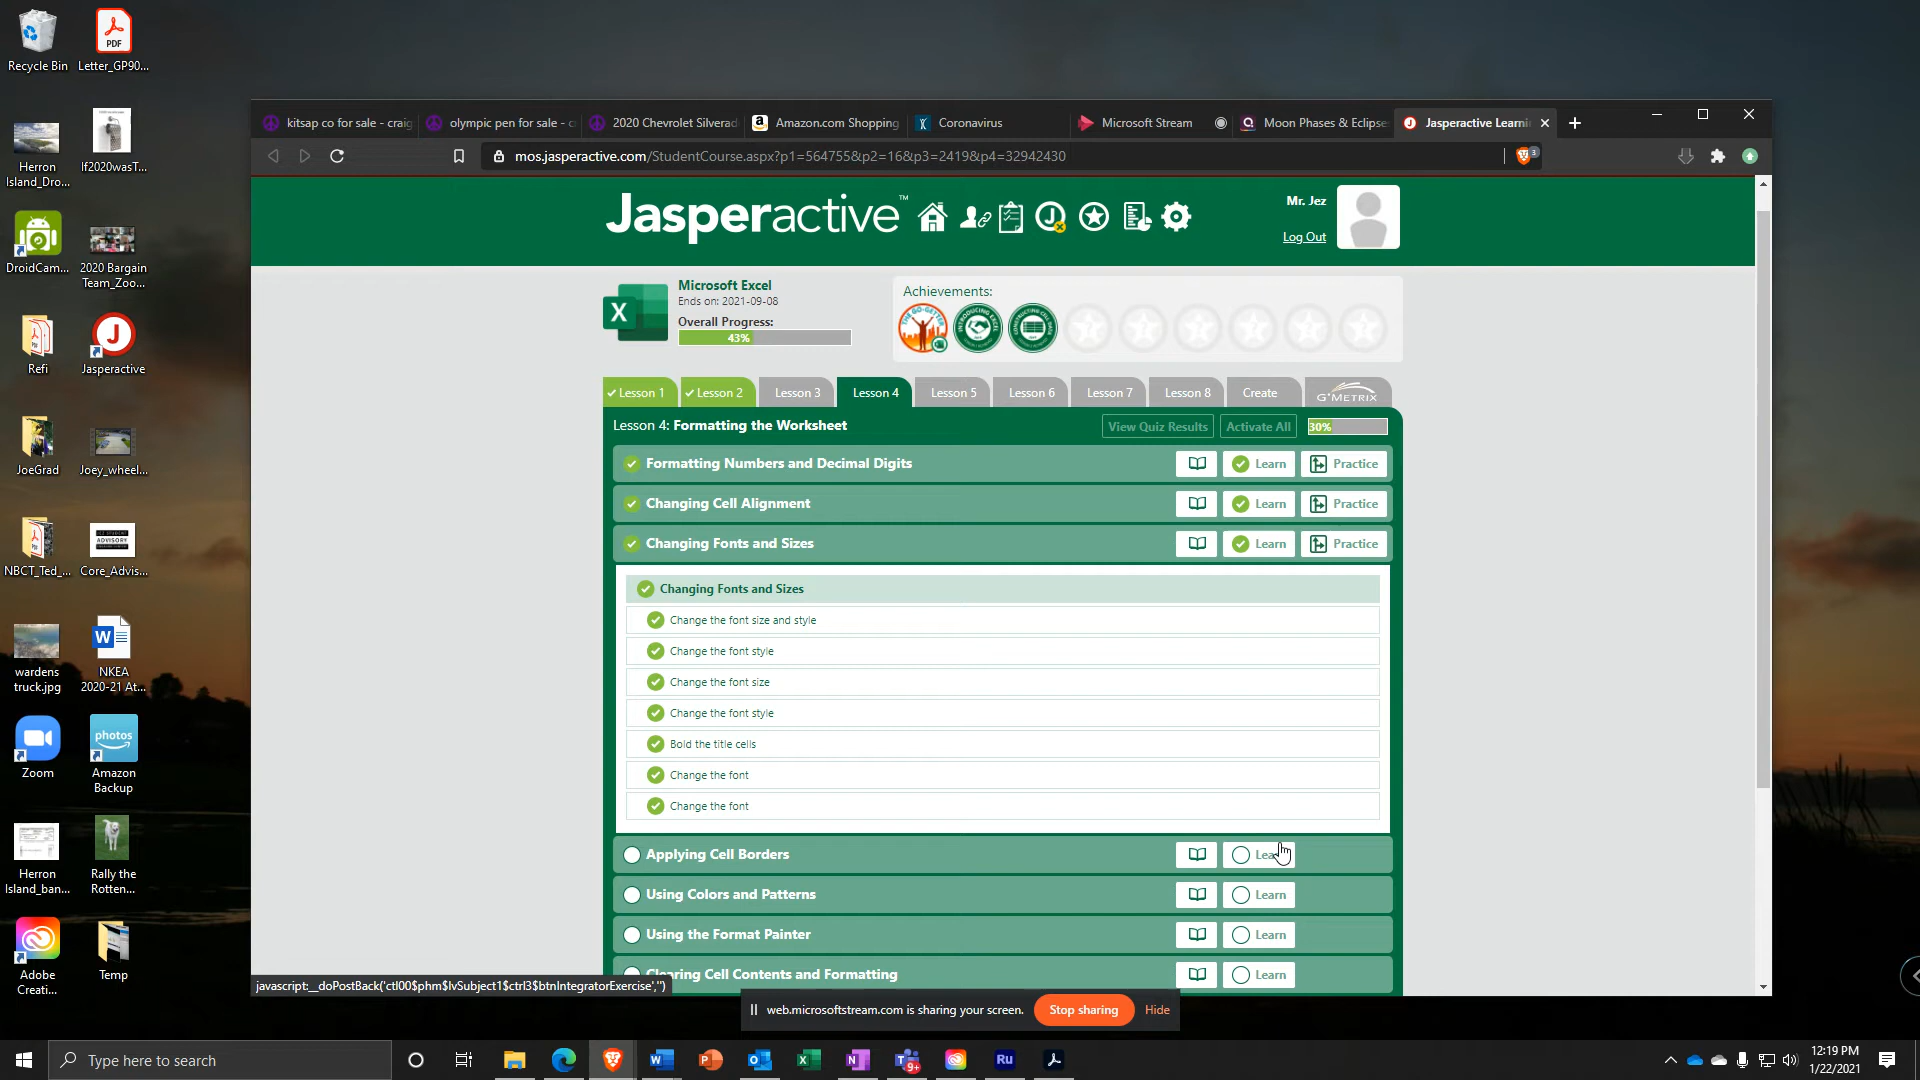 Recycle Bin
Letter_GP90...
Herron
Island_Dro...
If2020wasT...
DroidCam...
2020 Bargain
Team_Zoo...
Refi
Jasperactive
JoeGrad
Joey_wheel...
NBCT_Ted_...
Core_Advis...
wardens
truck.jpg
NKEA
2020-21 At...
Zoom
Amazon
Backup
Herron
Island_ban...
Rally the
Rotten...
Adobe
Creati...
Temp
kitsap co for sale - craig
olympic pen for sale - c
2020 Chevrolet Silverad
Amazon.com Shopping
Coronavirus
Microsoft Stream
Moon Phases & Eclipse
Jasperactive Learni
mos.jasperactive.com/StudentCourse.aspx?p1=564755&p2=16&p3=2419&p4=32942430
3
Jasperactive™
Mr. Jez
Log Out
Microsoft Excel
Ends on: 2021-09-08
Overall Progress:
43%
Achievements:
Lesson 1
Lesson 2
Lesson 3
Lesson 4
Lesson 5
Lesson 6
Lesson 7
Lesson 8
Create
G*METRIX
Lesson 4: Formatting the Worksheet
View Quiz Results
Activate All
30%
Formatting Numbers and Decimal Digits
Learn
Practice
Changing Cell Alignment
Learn
Practice
Changing Fonts and Sizes
Learn
Practice
Changing Fonts and Sizes
Change the font size and style
Change the font style
Change the font size
Change the font style
Bold the title cells
Change the font
Change the font
Applying Cell Borders
Using Colors and Patterns
Learn
Using the Format Painter
Learn
Clearing Cell Contents and Formatting
Learn
javascript:__doPostBack('ctl00$phm$lvSubject1$ctrl3$btnIntegratorExercise','')
web.microsoftstream.com is sharing your screen.
Stop sharing
Hide
Type here to search
9+
Ru
12:19 PM
1/22/2021